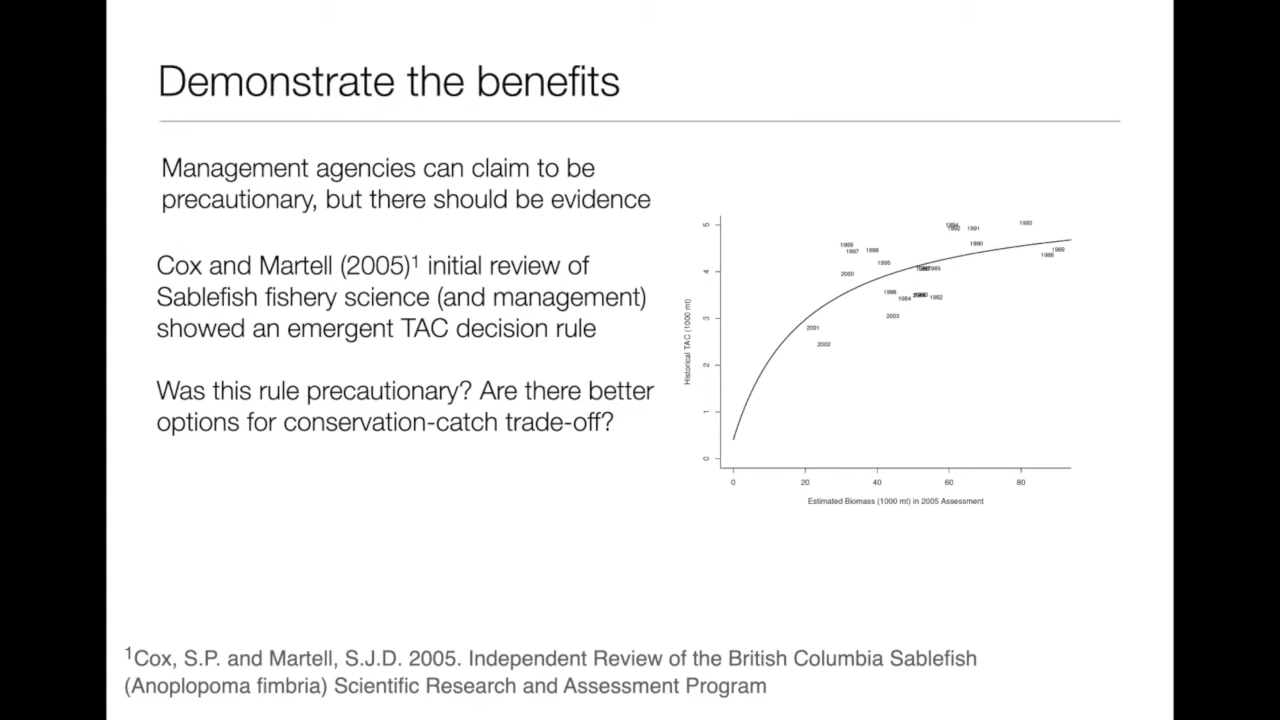 Demonstrate the benefits
Management agencies can claim to be
precautionary, but there should be evidence
Cox and Martell (2005)¹ initial review of
Sablefish fishery science (and management)
showed an emergent TAC decision rule
Was this rule precautionary? Are there better
options for conservation-catch trade-off?
Historical TAC (1000 mt)
5
4
3
2
1
0
1999
1997
1998
1995
2000
1996
1984
2003
2001
2002
1994
1992
1991
1990
1993
1989
1988
1985
1982
0 20 40 60 80
Estimated Biomass (1000 mt) in 2005 Assessment
¹Cox, S.P. and Martell, S.J.D. 2005. Independent Review of the British Columbia Sablefish
(Anoplopoma fimbria) Scientific Research and Assessment Program